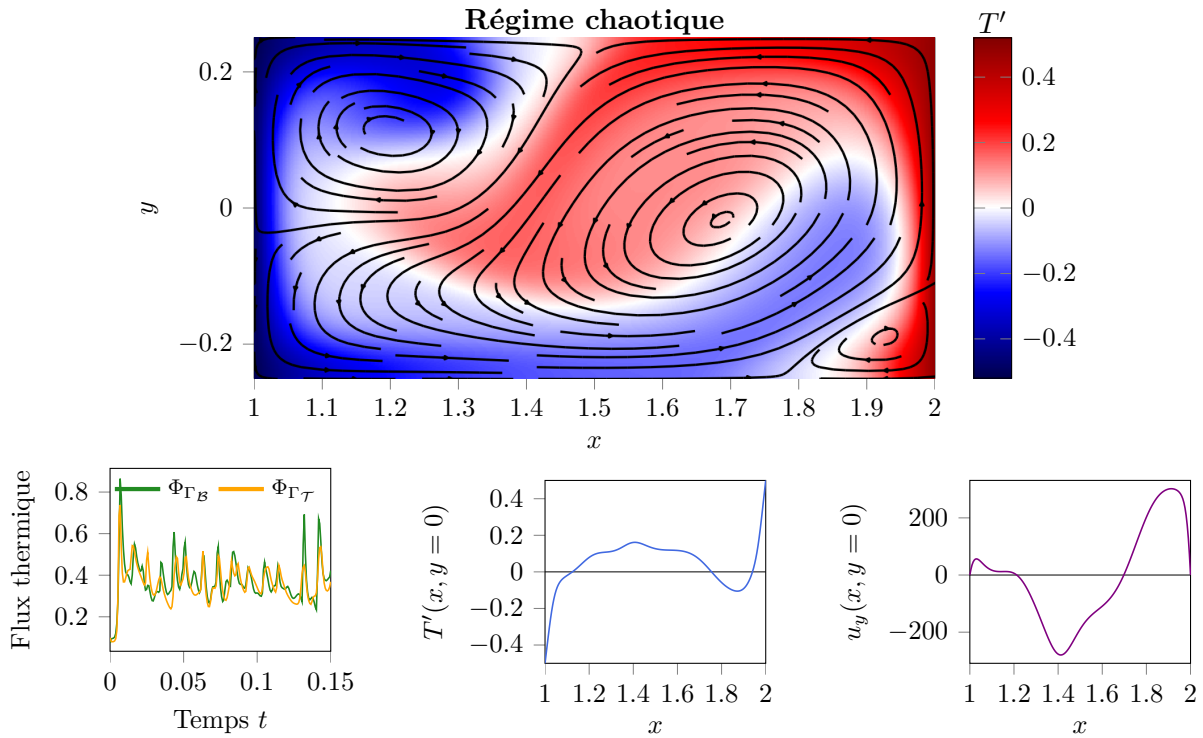 Régime chaotique
T′
0.2
0
−0.2
y
1 1.1 1.2 1.3 1.4 1.5 1.6 1.7 1.8 1.9 2
x
0.4
0.2
0
−0.2
−0.4
Flux thermique
0.8
0.6
0.4
0.2
Φ_Γ_ℬ Φ_Γ_𝒯
0 0.05 0.1 0.15
Temps t
T′(x, y = 0)
0.4
0.2
0
−0.2
−0.4
1 1.2 1.4 1.6 1.8 2
x
u_y(x, y = 0)
200
0
−200
1 1.2 1.4 1.6 1.8 2
x